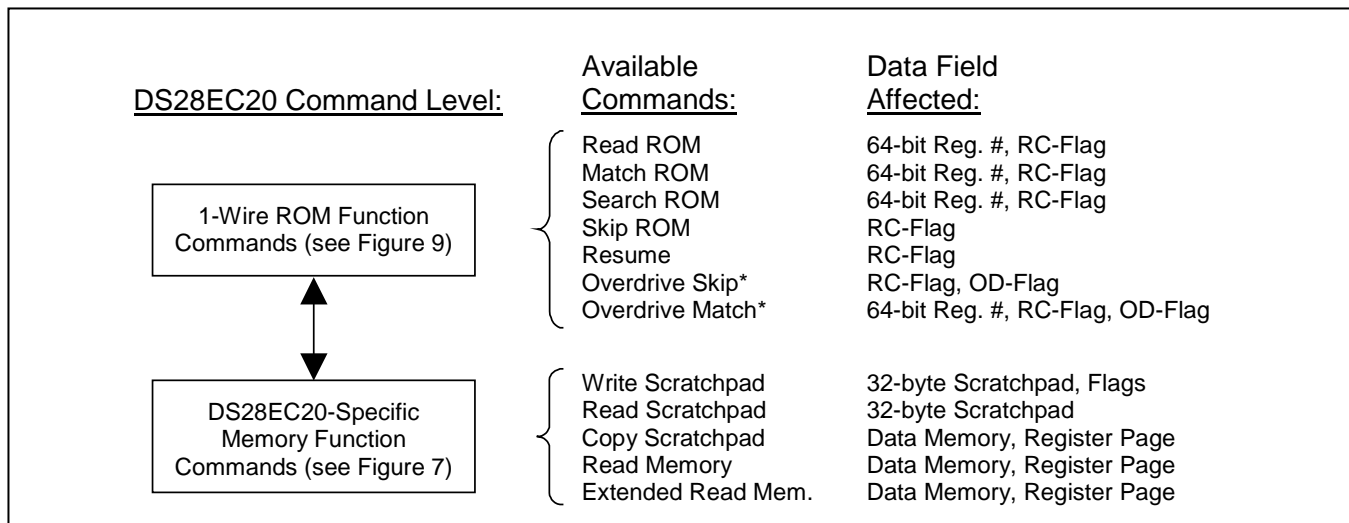 DS28EC20 Command Level:
Available
Commands:
Data Field
Affected:
1-Wire ROM Function
Commands (see Figure 9)
Read ROM 64-bit Reg. #, RC-Flag
Match ROM 64-bit Reg. #, RC-Flag
Search ROM 64-bit Reg. #, RC-Flag
Skip ROM RC-Flag
Resume RC-Flag
Overdrive Skip* RC-Flag, OD-Flag
Overdrive Match* 64-bit Reg. #, RC-Flag, OD-Flag
DS28EC20-Specific
Memory Function
Commands (see Figure 7)
Write Scratchpad 32-byte Scratchpad, Flags
Read Scratchpad 32-byte Scratchpad
Copy Scratchpad Data Memory, Register Page
Read Memory Data Memory, Register Page
Extended Read Mem. Data Memory, Register Page